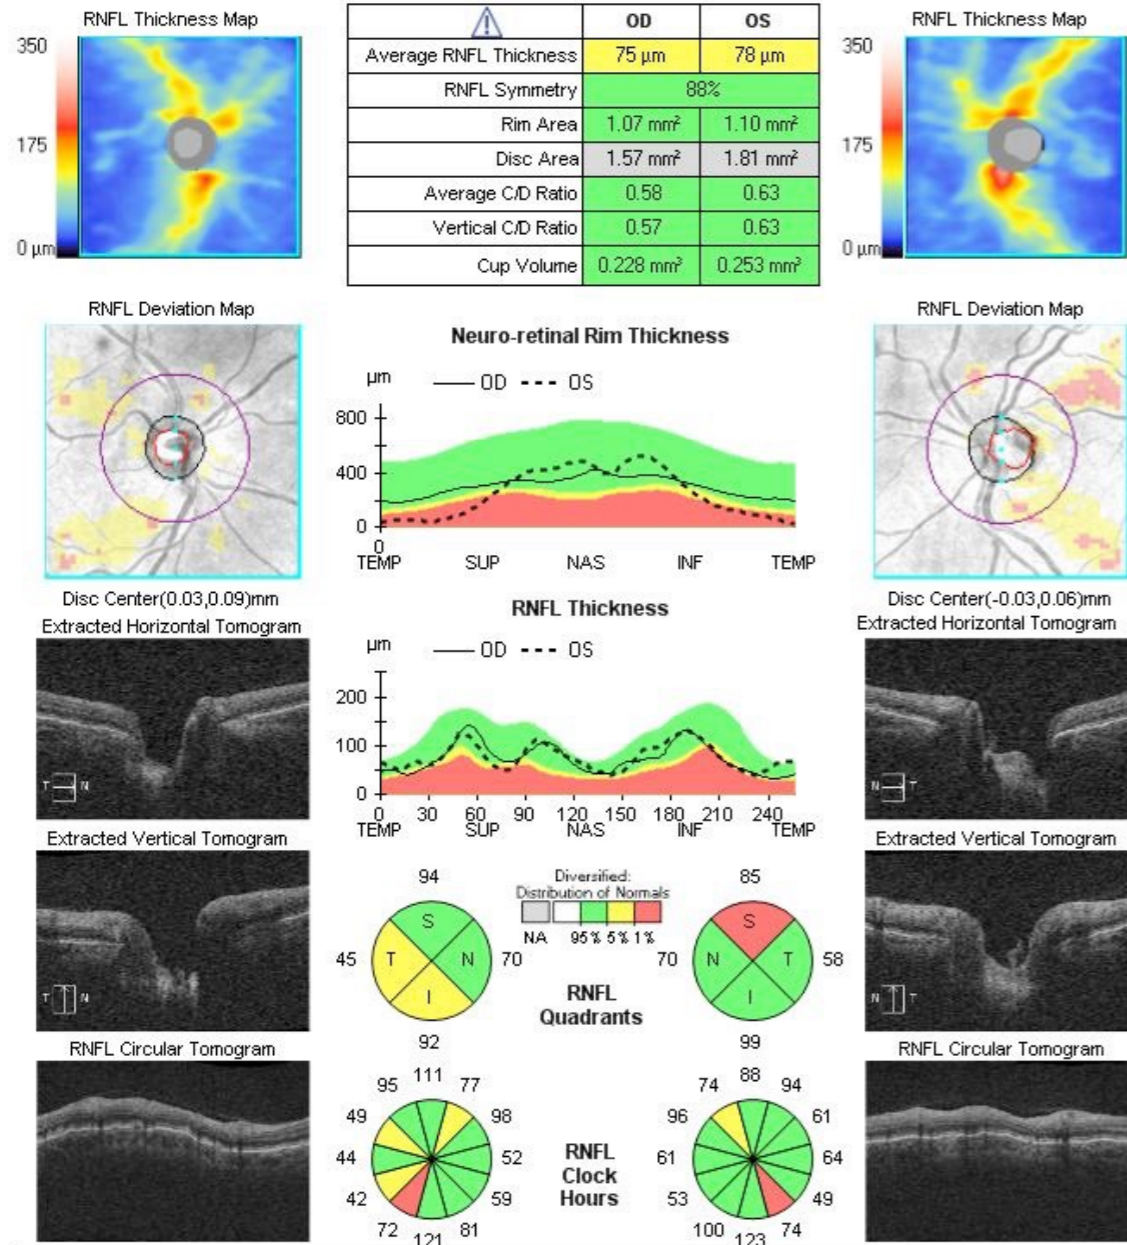 RNFL Thickness Map
350
175
0 µm
OD OS
Average RNFL Thickness 75 µm 78 µm
RNFL Symmetry 88%
Rim Area 1.07 mm² 1.10 mm²
Disc Area 1.57 mm² 1.81 mm²
Average C/D Ratio 0.58 0.63
Vertical C/D Ratio 0.57 0.63
Cup Volume 0.228 mm³ 0.253 mm³
RNFL Thickness Map
350
175
0 µm
RNFL Deviation Map
Disc Center(0.03,0.09)mm
Neuro-retinal Rim Thickness
µm OD OS
800
400
0
0
TEMP SUP NAS INF TEMP
RNFL Deviation Map
Disc Center(-0.03,0.06)mm
Extracted Horizontal Tomogram
T N
RNFL Thickness
µm OD OS
200
100
0
0 30 60 90 120 150 180 210 240
TEMP SUP NAS INF TEMP
Extracted Horizontal Tomogram
N T
Extracted Vertical Tomogram
T N
Diversified:
Distribution of Normals
NA 95% 5% 1%
94
S
45 T N 70
I
92
RNFL
Quadrants
85
S
70 N T 58
I
99
Extracted Vertical Tomogram
N T
RNFL Circular Tomogram
95 111 77
49 98
44 52
42 59
72 121 81
RNFL
Clock
Hours
74 88 94
96 61
61 64
53 49
100 123 74
RNFL Circular Tomogram